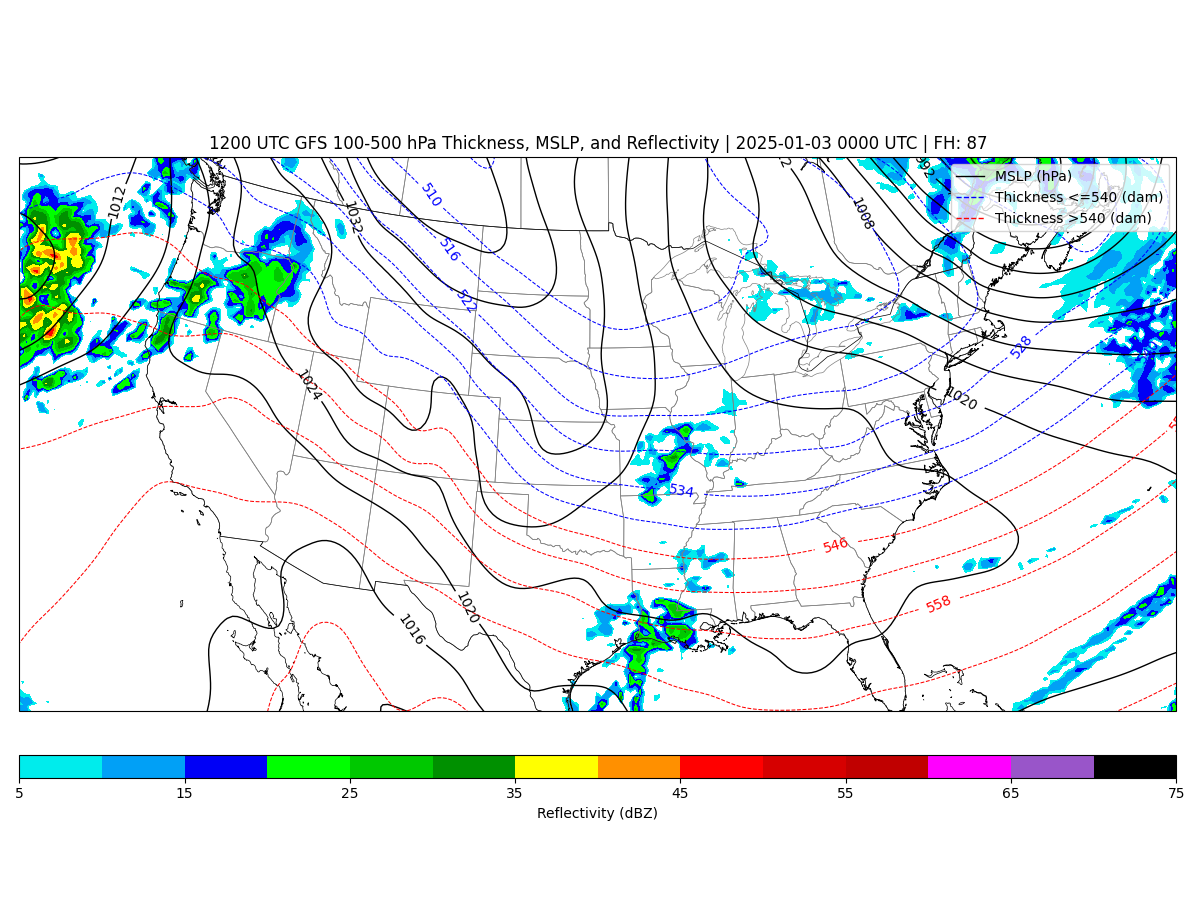 1200 UTC GFS 100-500 hPa Thickness, MSLP, and Reflectivity | 2025-01-03 0000 UTC | FH: 87
MSLP (hPa)
Thickness <=540 (dam)
Thickness >540 (dam)
992
1012
510
1032
1008
516
522
528
1024
1020
534
546
558
1020
1016
5 15 25 35 45 55 65 75
Reflectivity (dBZ)